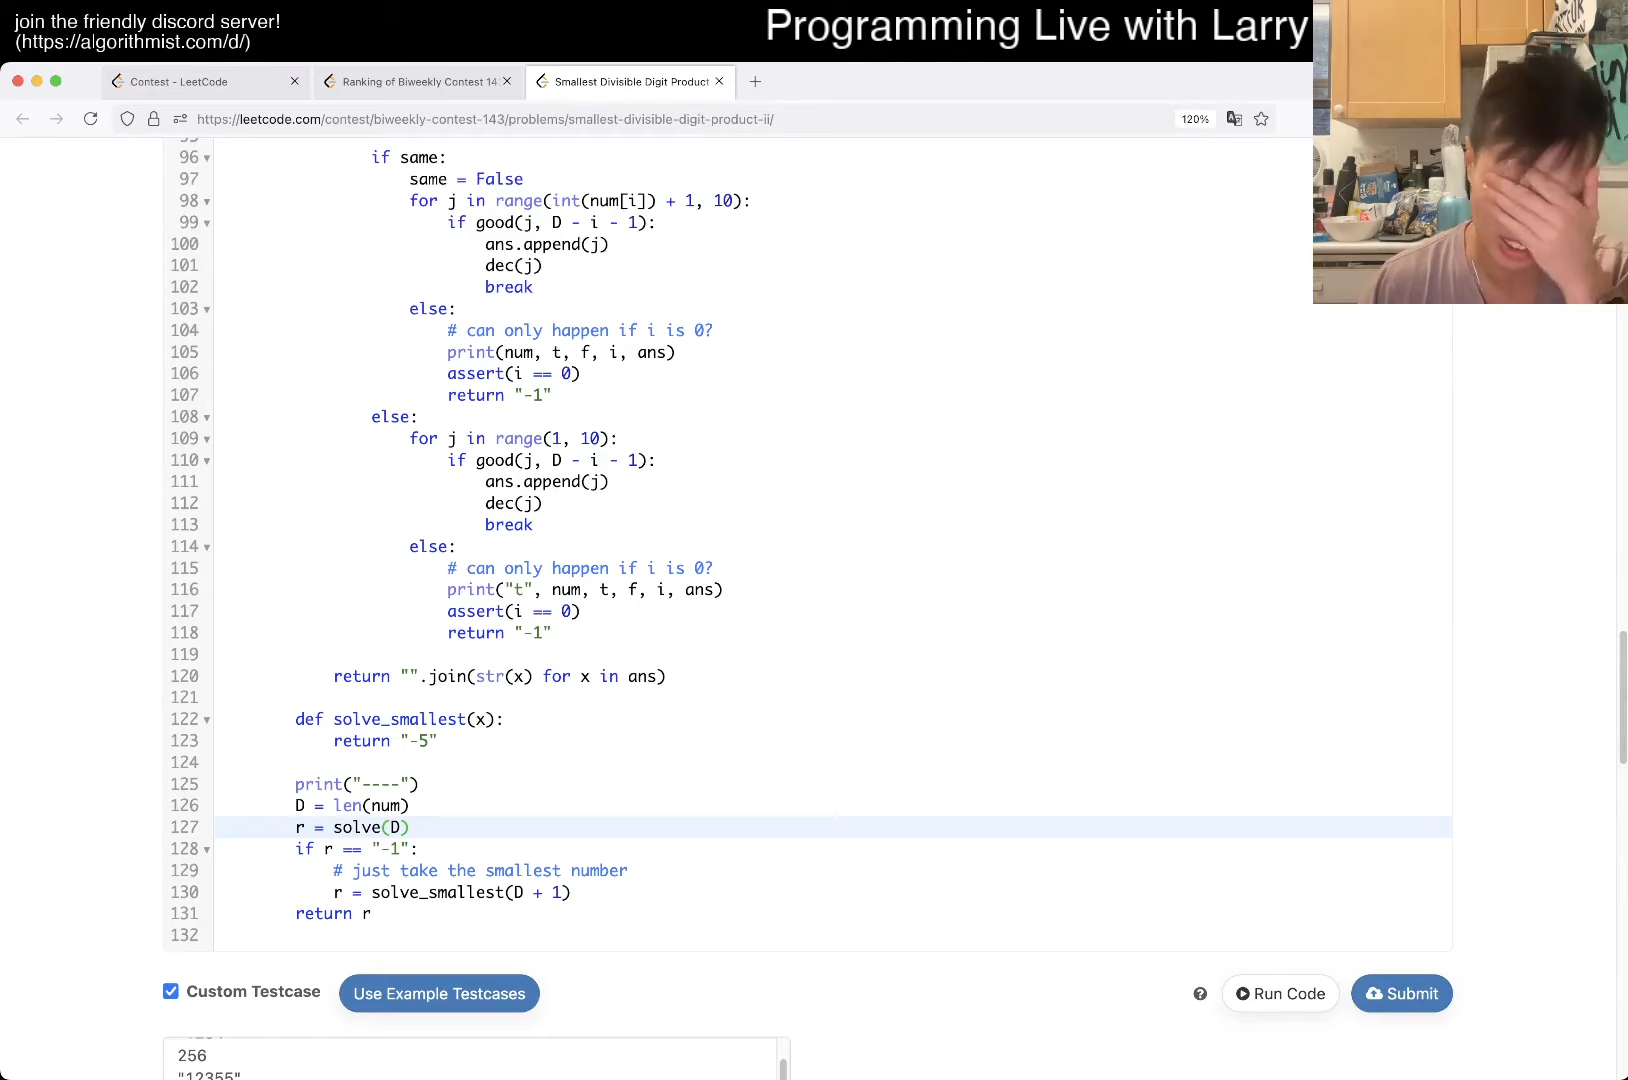 join the friendly discord server!
(https://algorithmist.com/d/)
Programming Live with Larry
Contest - LeetCode
Ranking of Biweekly Contest 14
Smallest Divisible Digit Product
https://leetcode.com/contest/biweekly-contest-143/problems/smallest-divisible-digit-product-ii/
120%
96 if same:
97 same = False
98 for j in range(int(num[i]) + 1, 10):
99 if good(j, D - i - 1):
100 ans.append(j)
101 dec(j)
102 break
103 else:
104 # can only happen if i is 0?
105 print(num, t, f, i, ans)
106 assert(i == 0)
107 return "-1"
108 else:
109 for j in range(1, 10):
110 if good(j, D - i - 1):
111 ans.append(j)
112 dec(j)
113 break
114 else:
115 # can only happen if i is 0?
116 print("t", num, t, f, i, ans)
117 assert(i == 0)
118 return "-1"
119
120 return "".join(str(x) for x in ans)
121
122 def solve_smallest(x):
123 return "-5"
124
125 print("----")
126 D = len(num)
127 r = solve(D)
128 if r == "-1":
129 # just take the smallest number
130 r = solve_smallest(D + 1)
131 return r
132
Custom Testcase
Use Example Testcases
Run Code
Submit
256
"12355"